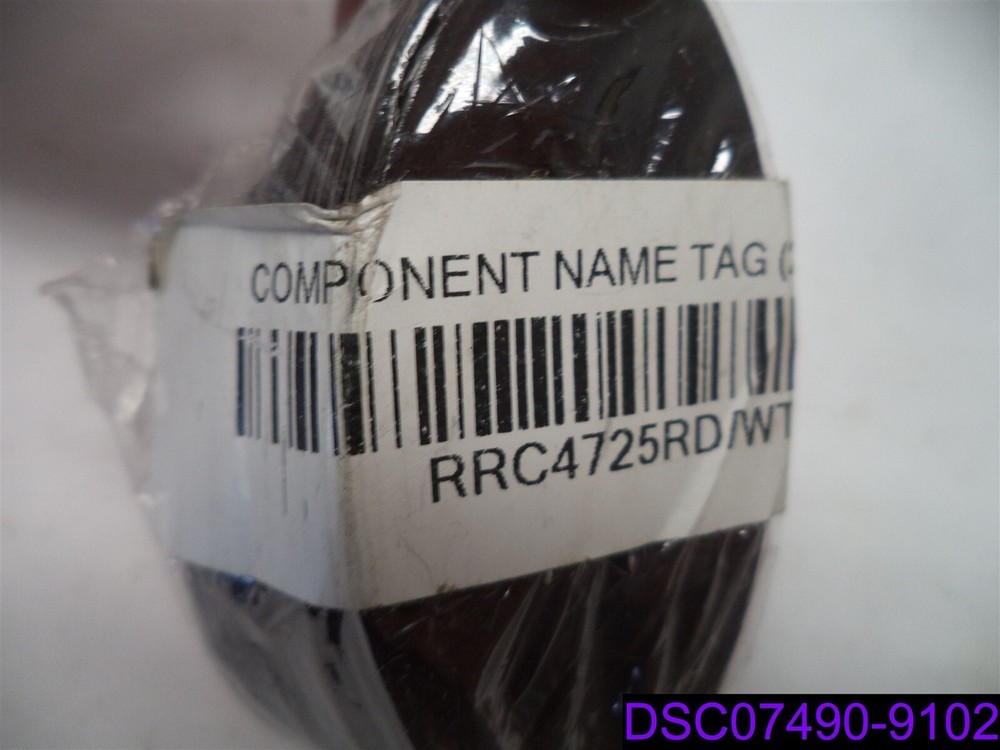 COMPONENT NAME TAG (
RRC4725RD/WT
DSC07490-9102